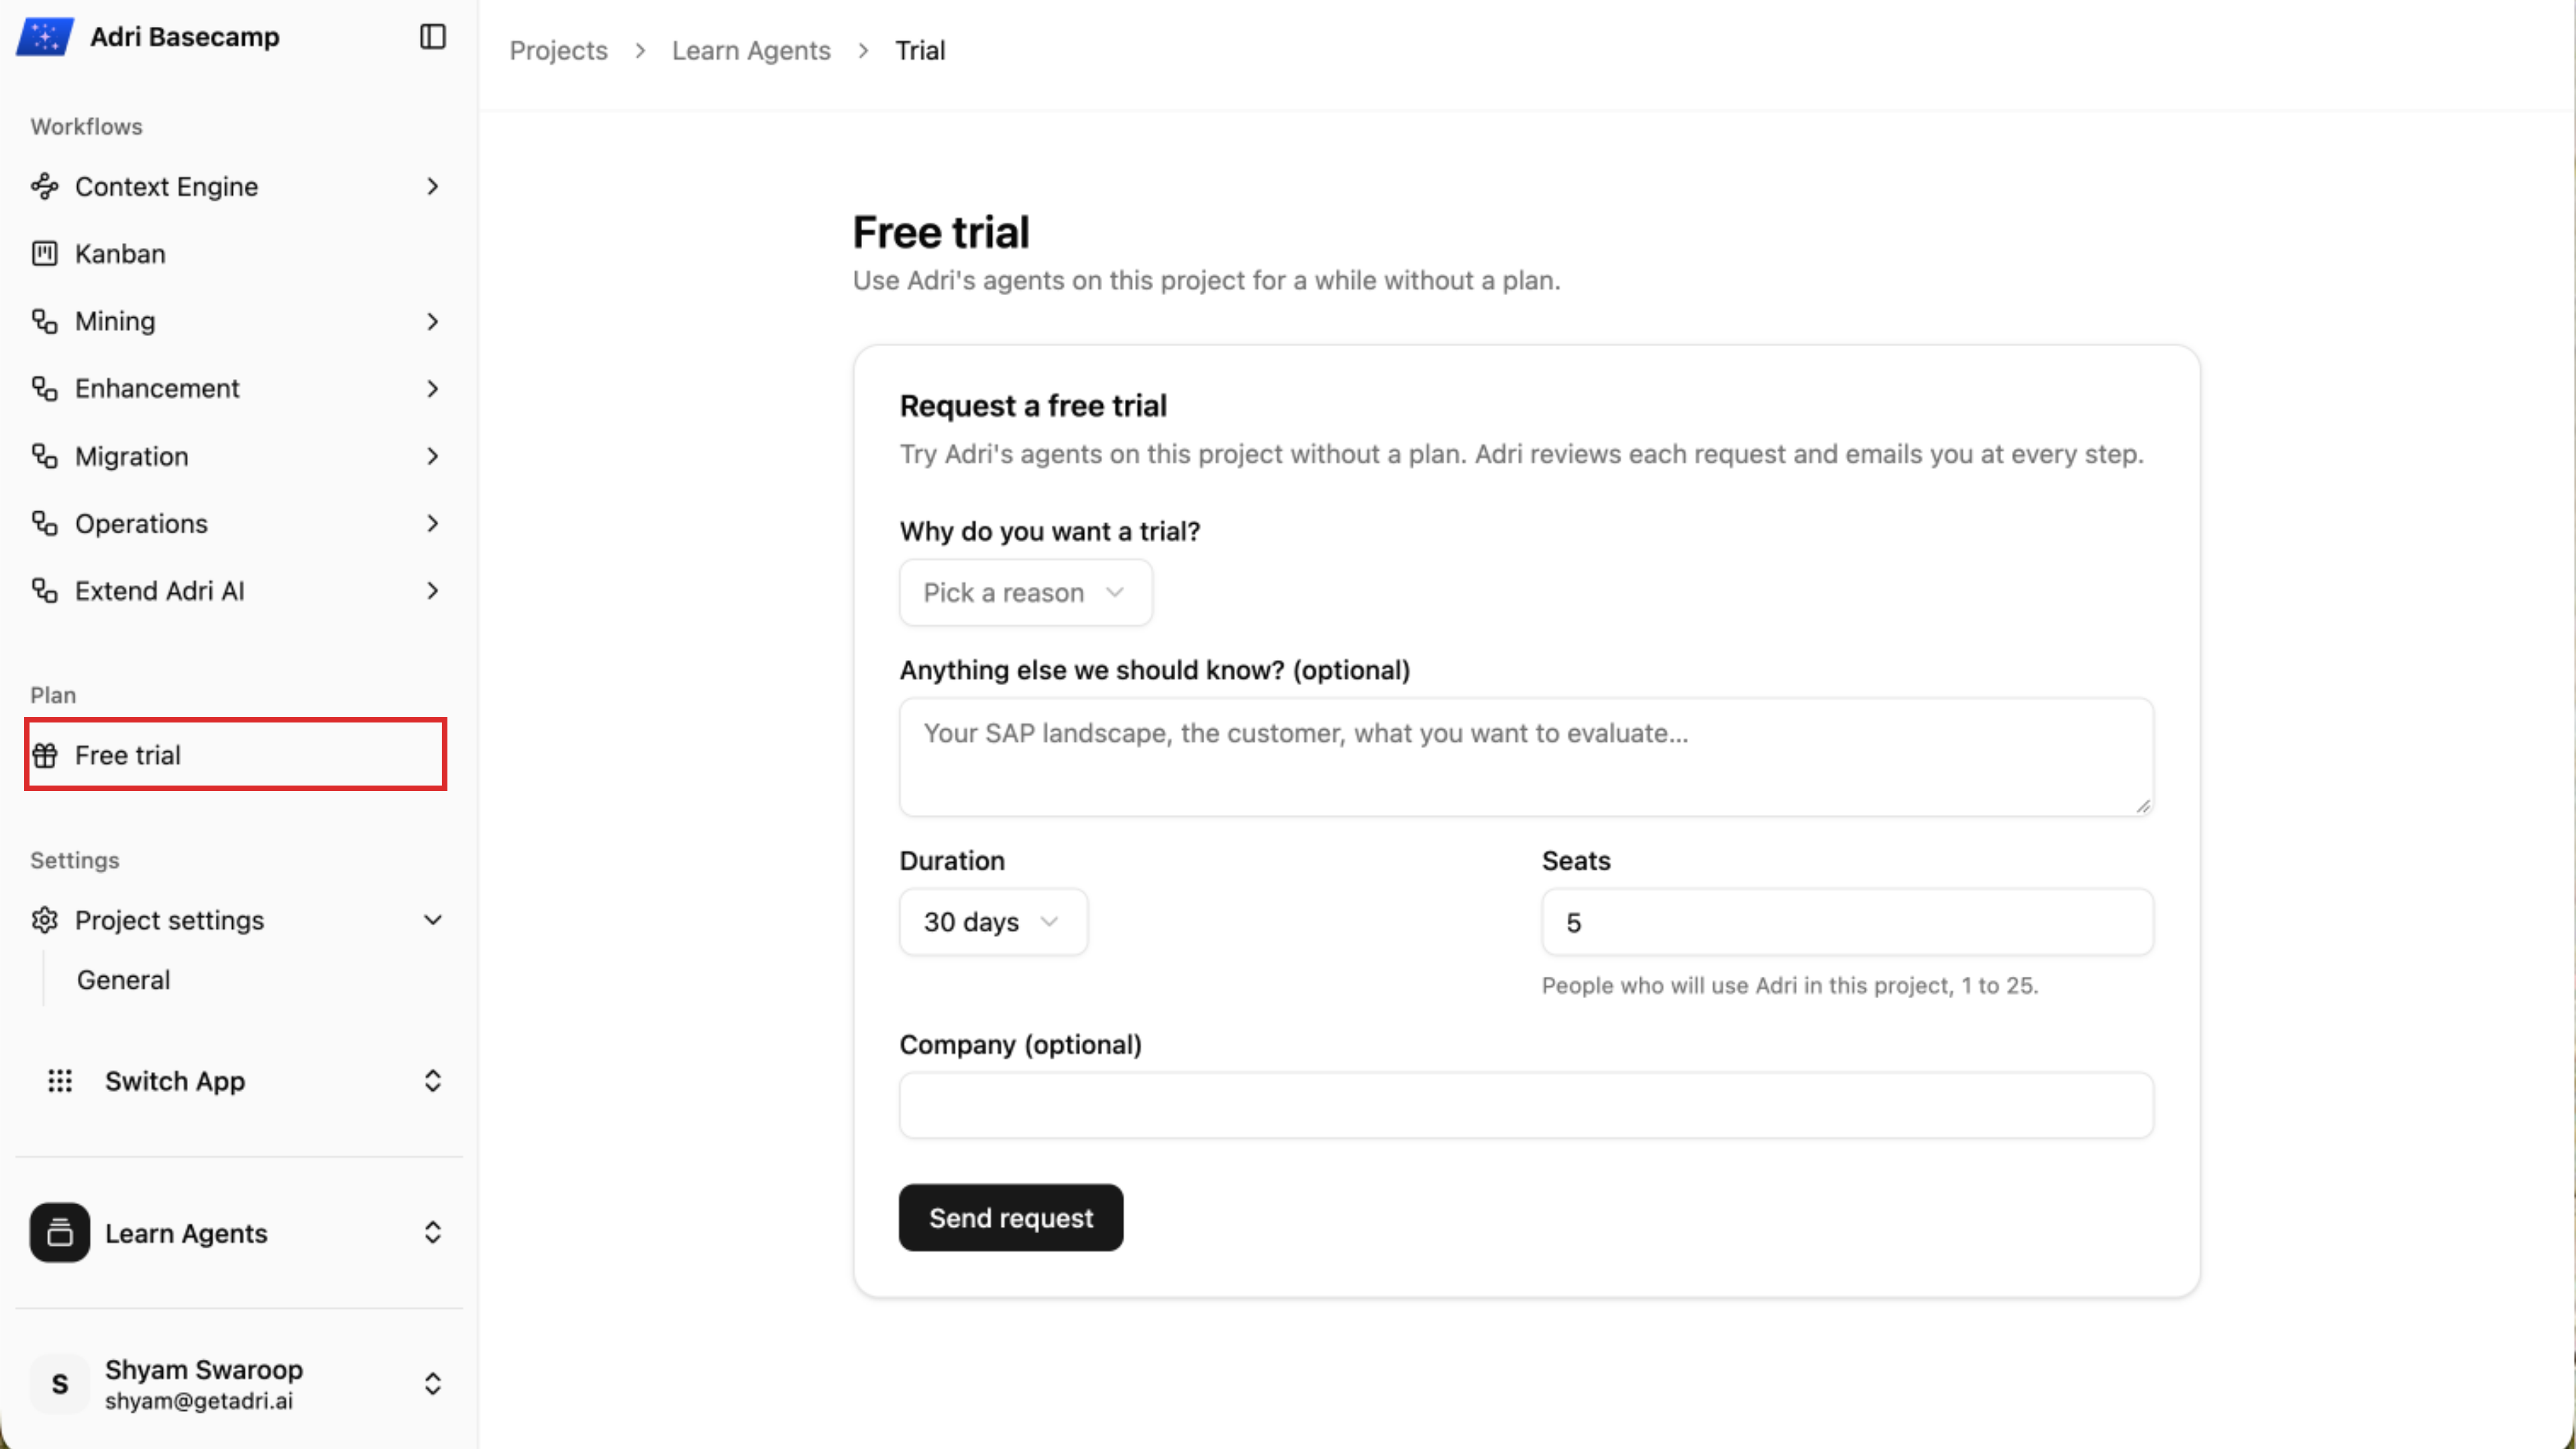 Adri Basecamp
Workflows
Context Engine
Kanban
Mining
Enhancement
Migration
Operations
Extend Adri AI
Plan
Free trial
Settings
Project settings
General
Switch App
Learn Agents
S
Shyam Swaroop
shyam@getadri.ai
Projects > Learn Agents > Trial
Free trial
Use Adri's agents on this project for a while without a plan.
Request a free trial
Try Adri's agents on this project without a plan. Adri reviews each request and emails you at every step.
Why do you want a trial?
Pick a reason
Anything else we should know? (optional)
Your SAP landscape, the customer, what you want to evaluate...
Duration
30 days
Seats
5
People who will use Adri in this project, 1 to 25.
Company (optional)
Send request